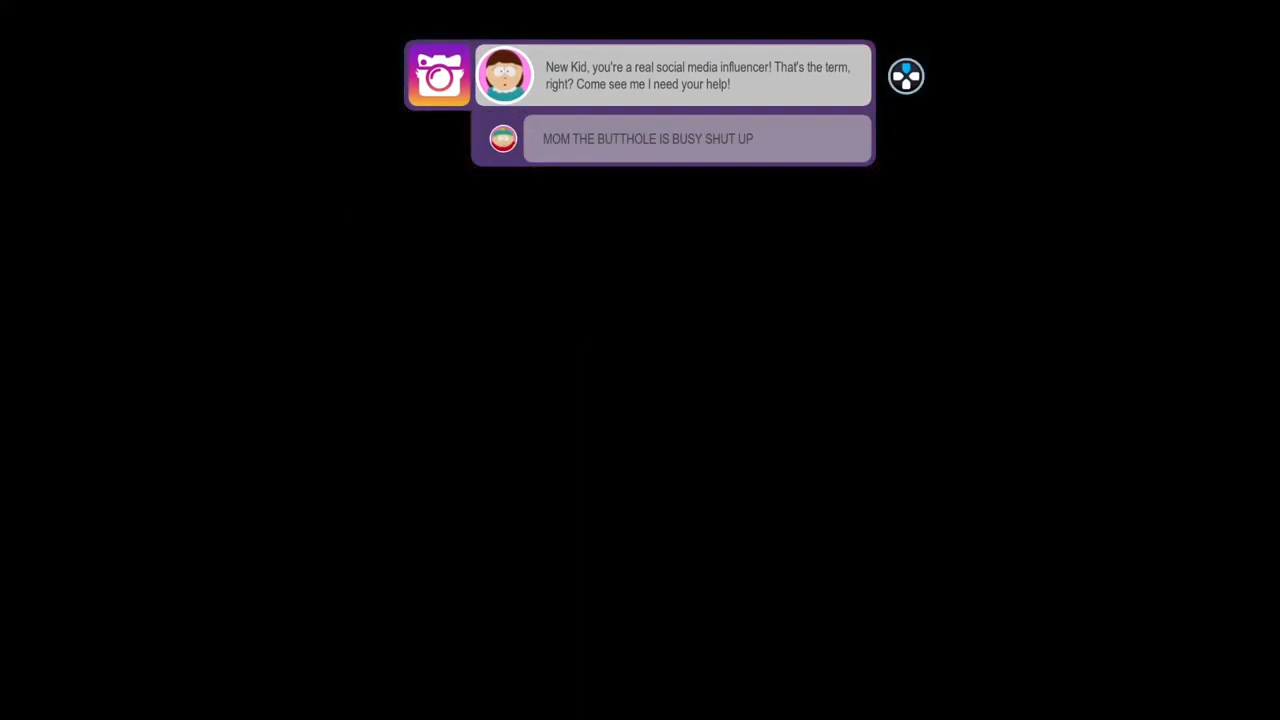 New Kid, you're a real social media influencer! That's the term,
right? Come see me I need your help!
MOM THE BUTTHOLE IS BUSY SHUT UP